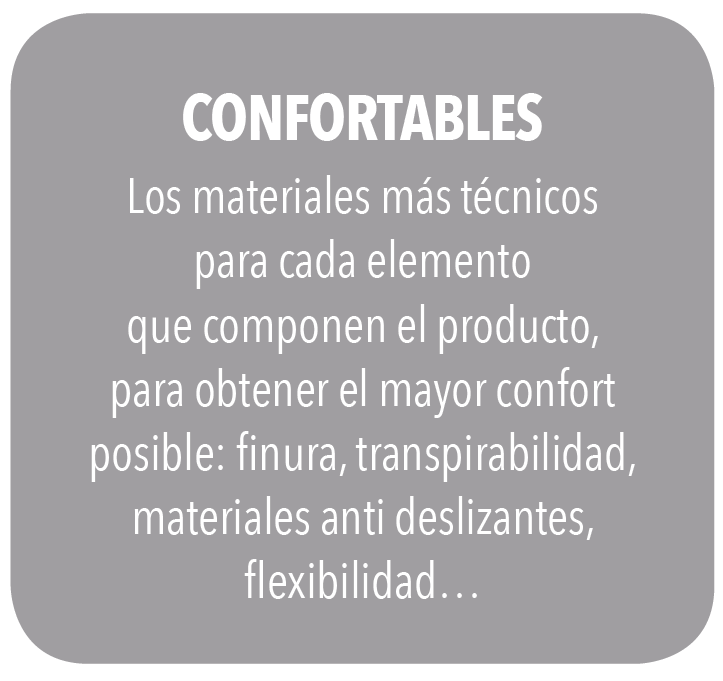 CONFORTABLES
Los materiales más técnicos
para cada elemento
que componen el producto,
para obtener el mayor confort
posible: finura, transpirabilidad,
materiales anti deslizantes,
flexibilidad…